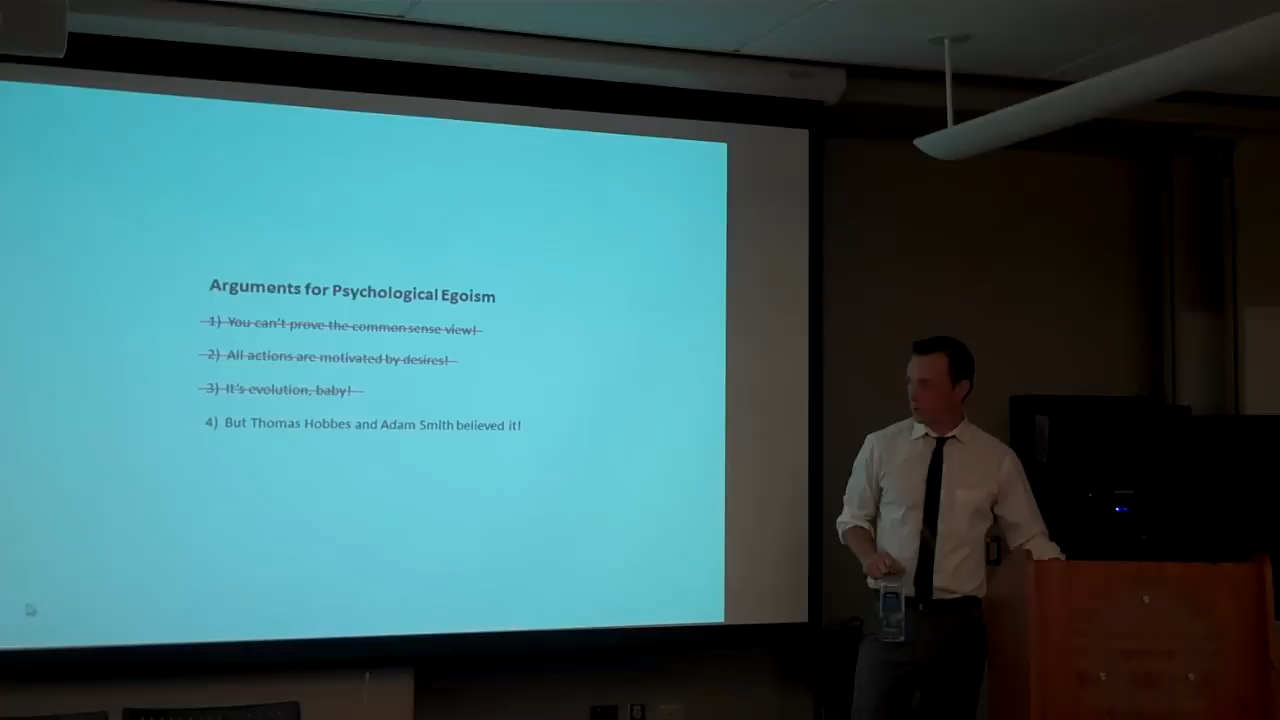 Arguments for Psychological Egoism
1) You can't prove the common sense view!
2) All actions are motivated by desires!
3) It's evolution, baby!
4) But Thomas Hobbes and Adam Smith believed it!